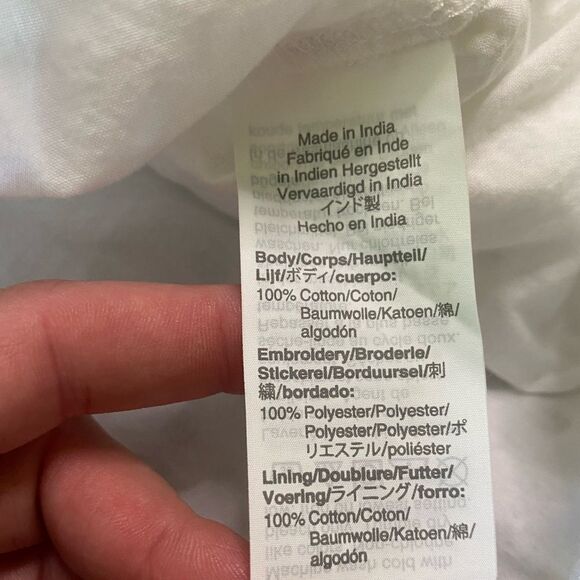 Made in India
Fabriqué en Inde
in Indien Hergestellt
Vervaardigd in India
インド製
Hecho en India
Body/Corps/Hauptteil/
Lijf/ボディ/cuerpo:
100% Cotton/Coton/
Baumwolle/Katoen/綿/
algodón
Embroidery/Broderie/
Stickerei/Borduursel/刺
繍/bordado:
100% Polyester/Polyester/
Polyester/Polyester/ポ
リエステル/poliéster
Lining/Doublure/Futter/
Voering/ライニング/forro:
100% Cotton/Coton/
Baumwolle/Katoen/綿/
algodón